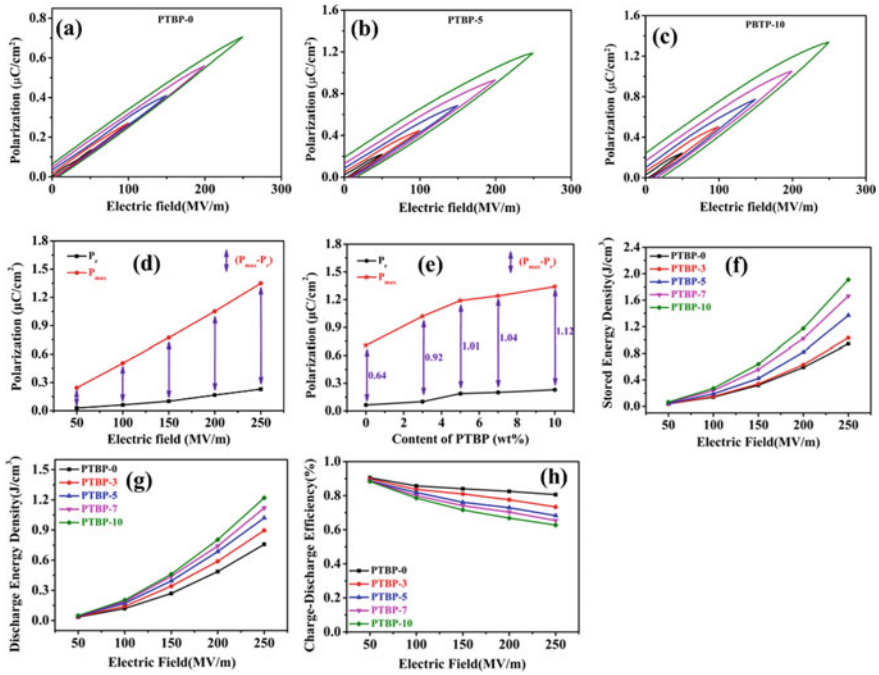 (a)
PTBP-0
Polarization (μC/cm²)
0.8
0.6
0.4
0.2
0.0
0 100 200 300
Electric field(MV/m)
(b)
PTBP-5
Polarization (μC/cm²)
1.6
1.2
0.8
0.4
0.0
0 100 200 300
Electric field(MV/m)
(c)
PBTP-10
Polarization (μC/cm²)
1.6
1.2
0.8
0.4
0.0
0 100 200 300
Electric field(MV/m)
(d)
Pr
Pmax
(Pmax-Pr)
Polarization (μC/cm²)
1.8
1.5
1.2
0.9
0.6
0.3
0.0
50 100 150 200 250
Electric field (MV/m)
(e)
Pr
Pmax
(Pmax-Pr)
Polarization (μC/cm²)
1.8
1.5
1.2
0.9
0.6
0.3
0.0
0.64
0.92
1.01
1.04
1.12
0 2 4 6 8 10
Content of PTBP (wt%)
(f)
PTBP-0
PTBP-3
PTBP-5
PTBP-7
PTBP-10
Stored Energy Density(J/cm³)
2.4
2.0
1.6
1.2
0.8
0.4
0.0
50 100 150 200 250
Electric Field(MV/m)
(g)
PTBP-0
PTBP-3
PTBP-5
PTBP-7
PTBP-10
Discharge Energy Density(J/cm³)
1.5
1.2
0.9
0.6
0.3
0.0
50 100 150 200 250
Electric Field(MV/m)
(h)
PTBP-0
PTBP-3
PTBP-5
PTBP-7
PTBP-10
Charge-Discharge Efficiency(%)
1.0
0.8
0.6
0.4
0.2
0.0
50 100 150 200 250
Electric Field(MV/m)